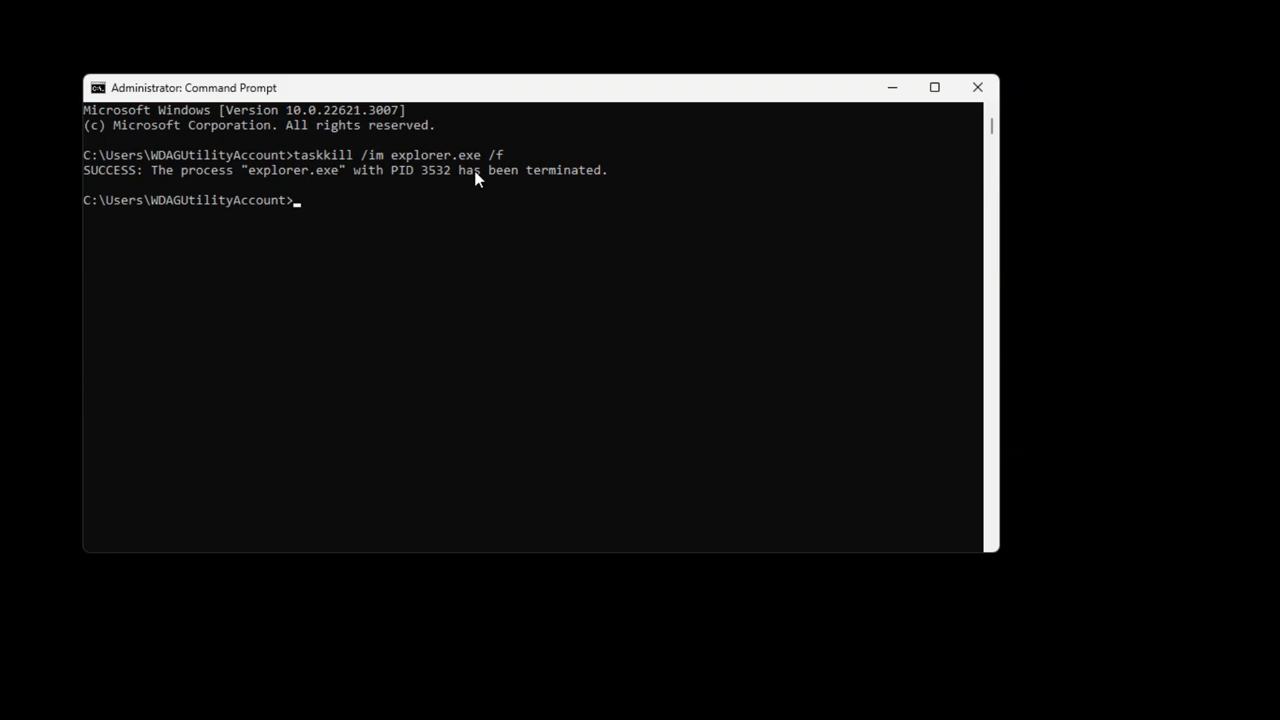 Administrator: Command Prompt
Microsoft Windows [Version 10.0.22621.3007]
(c) Microsoft Corporation. All rights reserved.
C:\Users\WDAGUtilityAccount>taskkill /im explorer.exe /f
SUCCESS: The process "explorer.exe" with PID 3532 has been terminated.
C:\Users\WDAGUtilityAccount>